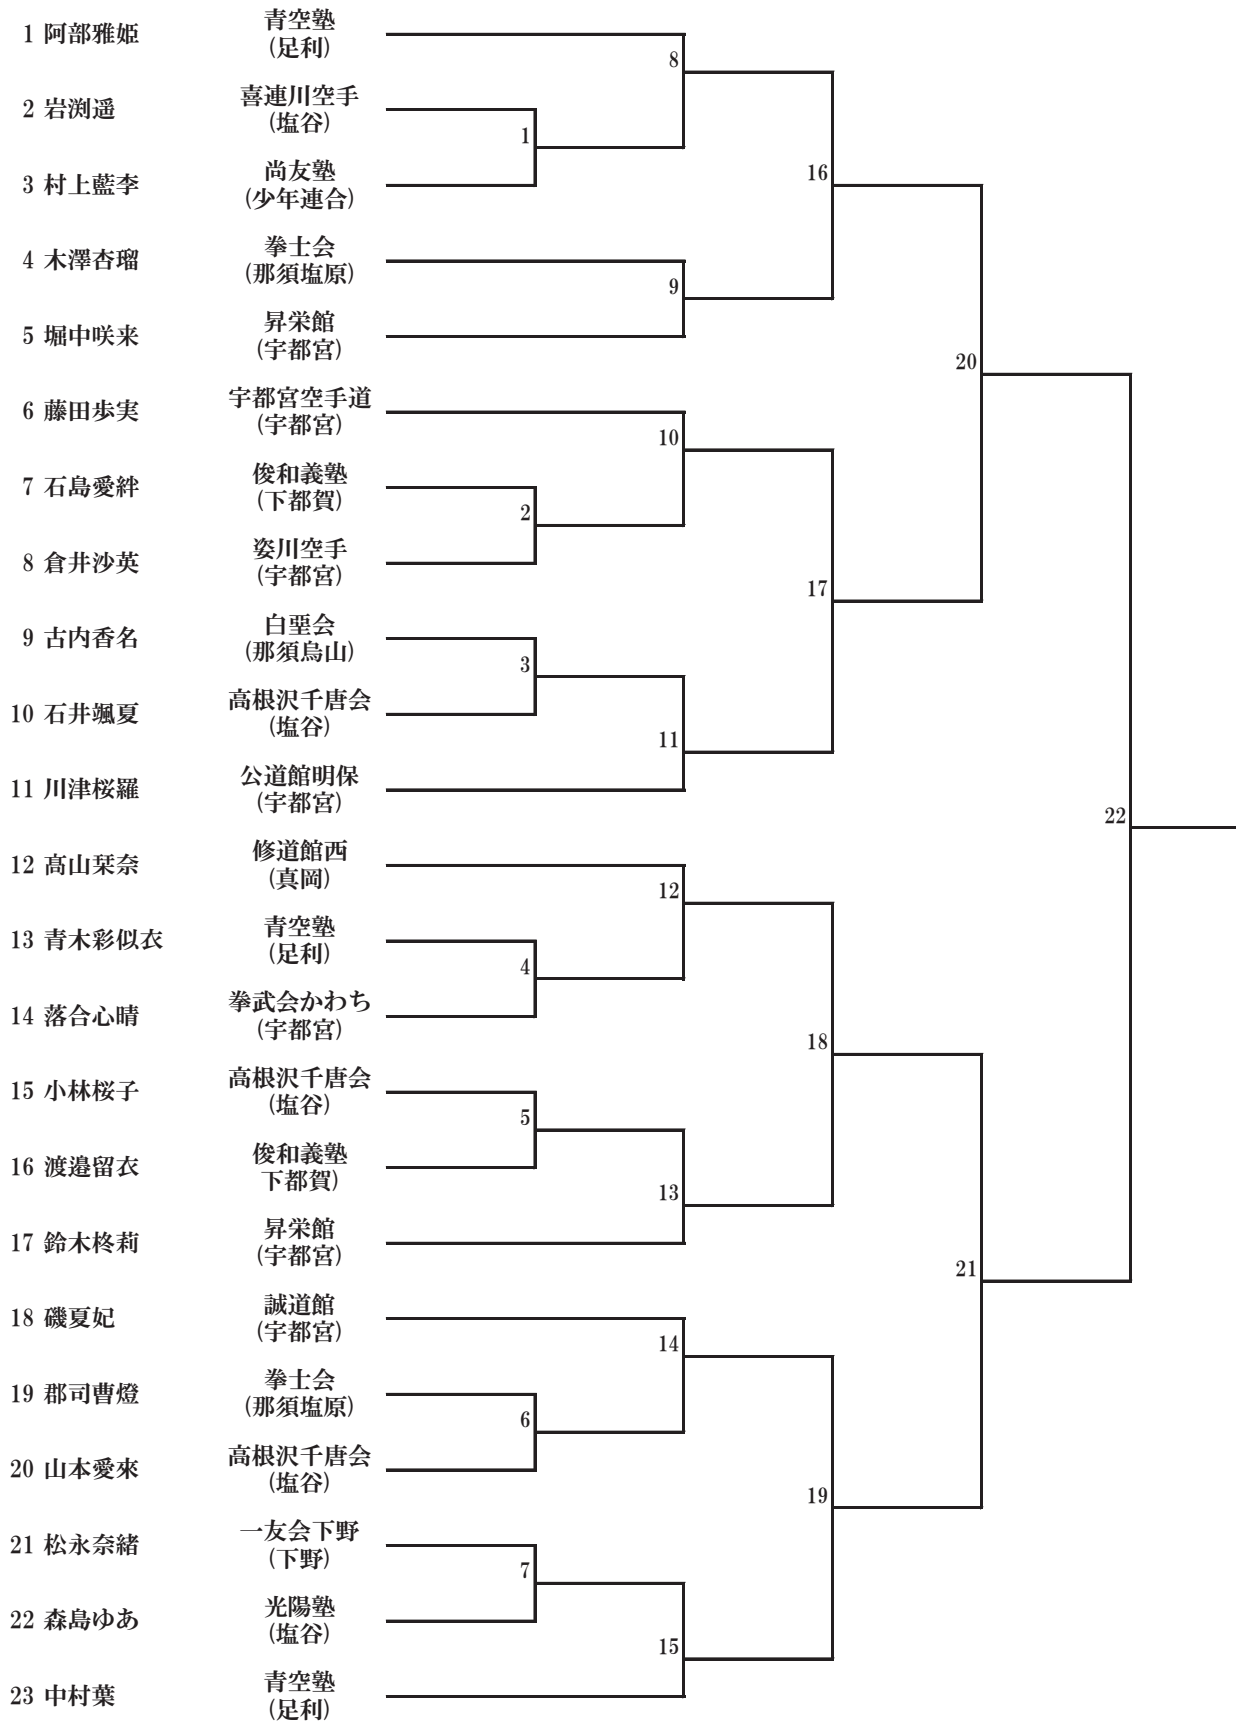 1 阿部雅姫
青空塾
(足利)
8
2 岩渕遥
喜連川空手
(塩谷)
1
3 村上藍李
尚友塾
(少年連合)
16
4 木澤杏瑠
拳士会
(那須塩原)
9
5 堀中咲来
昇栄館
(宇都宮)
20
6 藤田歩実
宇都宮空手道
(宇都宮)
10
7 石島愛絆
俊和義塾
(下都賀)
2
8 倉井沙英
姿川空手
(宇都宮)
17
9 古内香名
白聖会
(那須烏山)
3
10 石井颯夏
高根沢千唐会
(塩谷)
11
11 川津桜羅
公道館明保
(宇都宮)
22
12 髙山栞奈
修道館西
(真岡)
12
13 青木彩似衣
青空塾
(足利)
4
14 落合心晴
拳武会かわち
(宇都宮)
18
15 小林桜子
高根沢千唐会
(塩谷)
5
16 渡邉留衣
俊和義塾
下都賀)
13
17 鈴木柊莉
昇栄館
(宇都宮)
21
18 磯夏妃
誠道館
(宇都宮)
14
19 郡司曹燈
拳士会
(那須塩原)
6
20 山本愛來
高根沢千唐会
(塩谷)
19
21 松永奈緒
一友会下野
(下野)
7
22 森島ゆあ
光陽塾
(塩谷)
15
23 中村葉
青空塾
(足利)